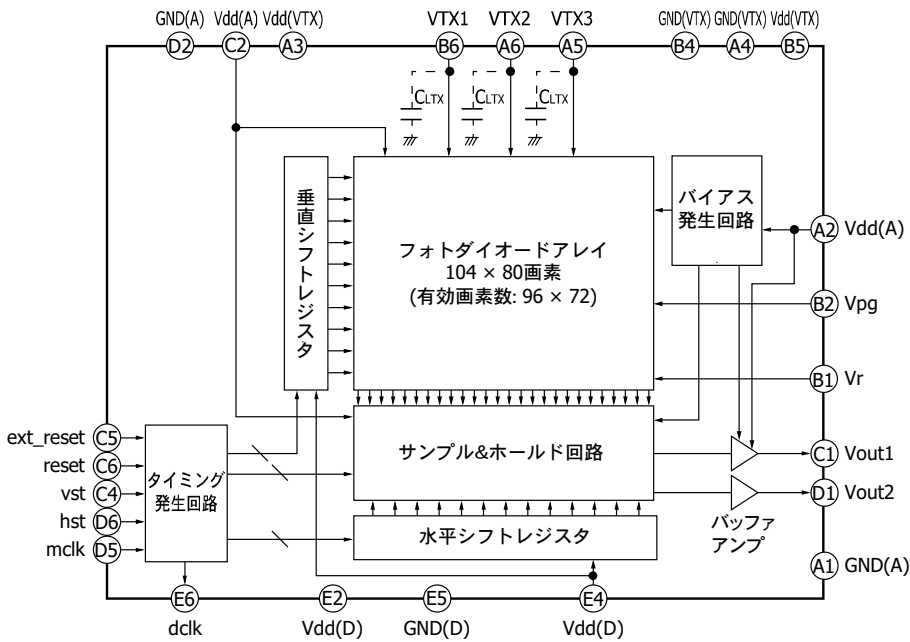 GND(A) Vdd(A) Vdd(VTX) VTX1 VTX2 VTX3 GND(VTX) GND(VTX) Vdd(VTX)
D2 C2 A3 B6 A6 A5 B4 A4 B5
CLTX CLTX CLTX
垂直シフトレジスタ
フォトダイオードアレイ
104 × 80画素
(有効画素数: 96 × 72)
バイアス
発生回路
A2 Vdd(A)
B2 Vpg
B1 Vr
ext_reset C5
reset C6
vst C4
hst D6
mclk D5
タイミング
発生回路
サンプル&ホールド回路
C1 Vout1
D1 Vout2
バッファ
アンプ
水平シフトレジスタ
A1 GND(A)
E6 E2 E5 E4
dclk Vdd(D) GND(D) Vdd(D)